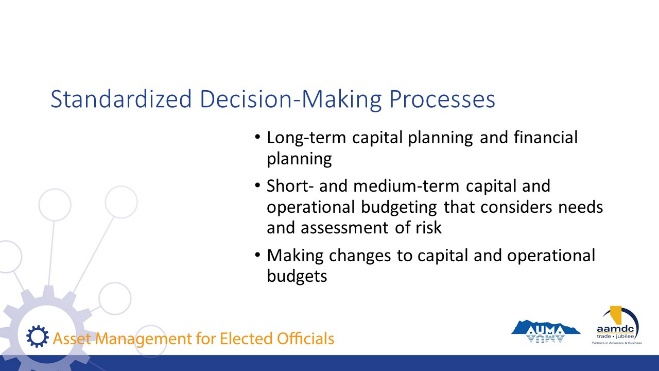 Standardized Decision-Making Processes
• Long-term capital planning and financial
planning
• Short- and medium-term capital and
operational budgeting that considers needs
and assessment of risk
• Making changes to capital and operational
budgets
Asset Management for Elected Officials
AUMA
aamdc
trade • jubilee